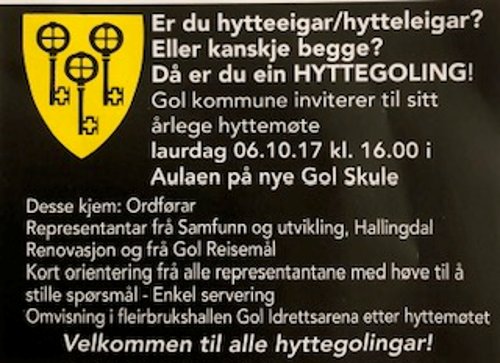 Er du hytteeigar/hytteleigar?
Eller kanskje begge?
Då er du ein HYTTEGOLING!
Gol kommune inviterer til sitt
årlege hyttemøte
laurdag 06.10.17 kl. 16.00 i
Aulaen på nye Gol Skule
Desse kjem: Ordførar
Representantar frå Samfunn og utvikling, Hallingdal
Renovasjon og frå Gol Reisemål
Kort orientering frå alle representantane med høve til å
stille spørsmål - Enkel servering
Omvisning i fleirbrukshallen Gol Idrettsarena etter hyttemøtet
Velkommen til alle hyttegolingar!